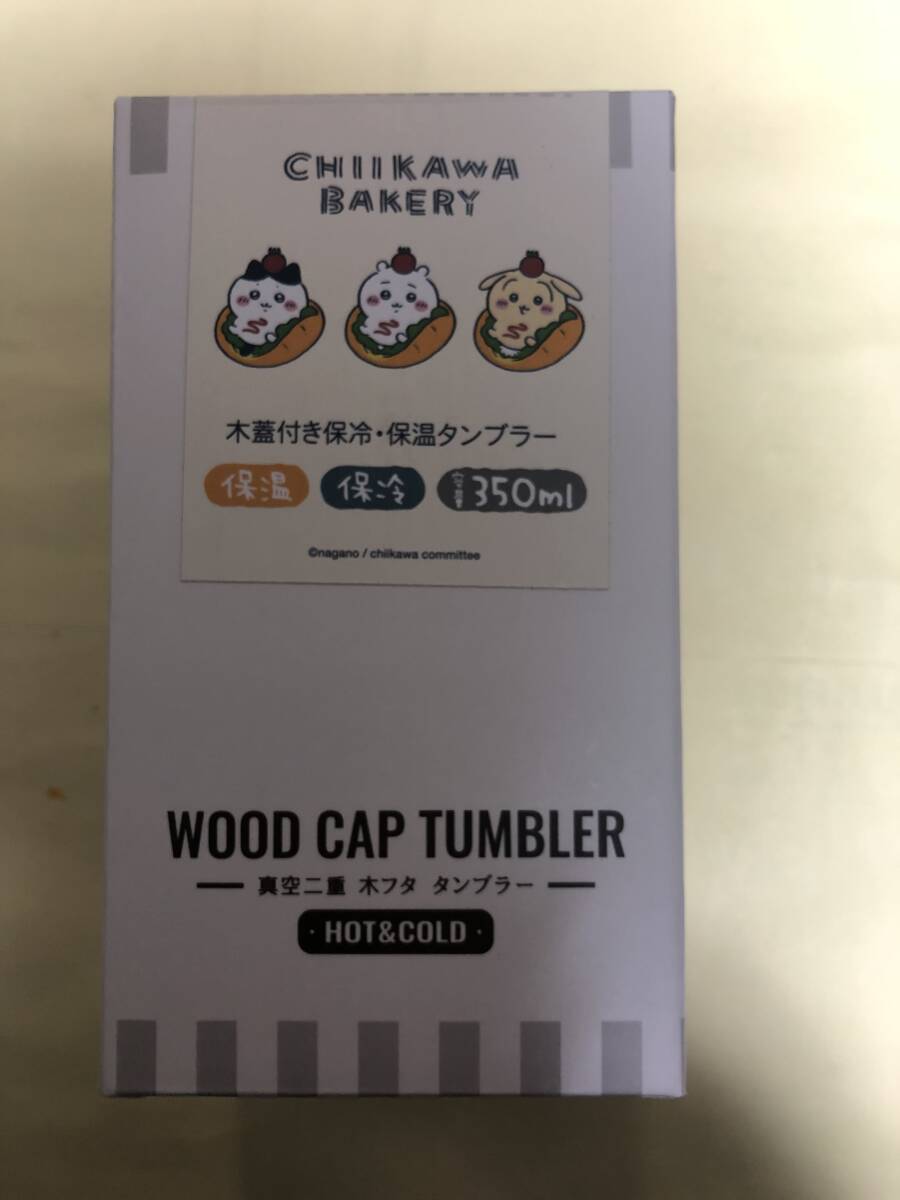 CHIIKAWA
BAKERY
木蓋付き保冷・保温タンブラー
保温 保冷 容量350ml
©nagano / chiikawa committee
WOOD CAP TUMBLER
真空二重 木フタ タンブラー
・HOT&COLD・